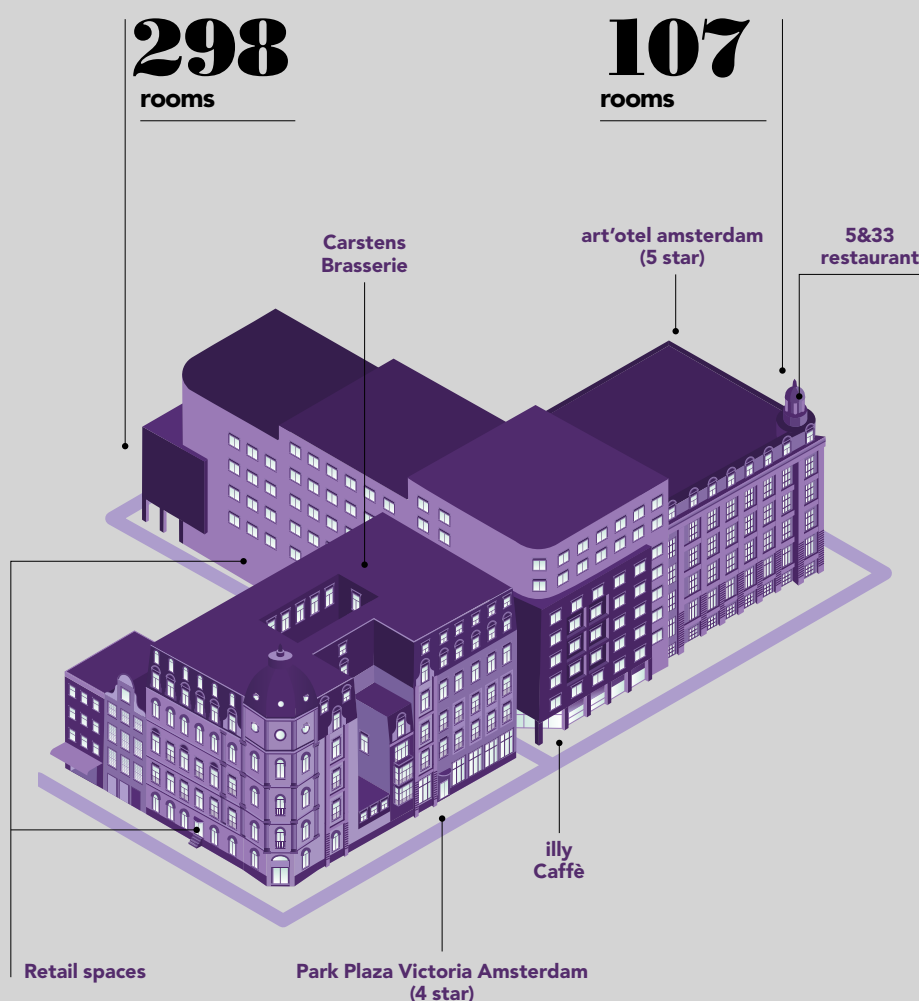 298
rooms
107
rooms
Carstens
Brasserie
art'otel amsterdam
(5 star)
5&33
restaurant
illy
Caffè
Retail spaces
Park Plaza Victoria Amsterdam
(4 star)